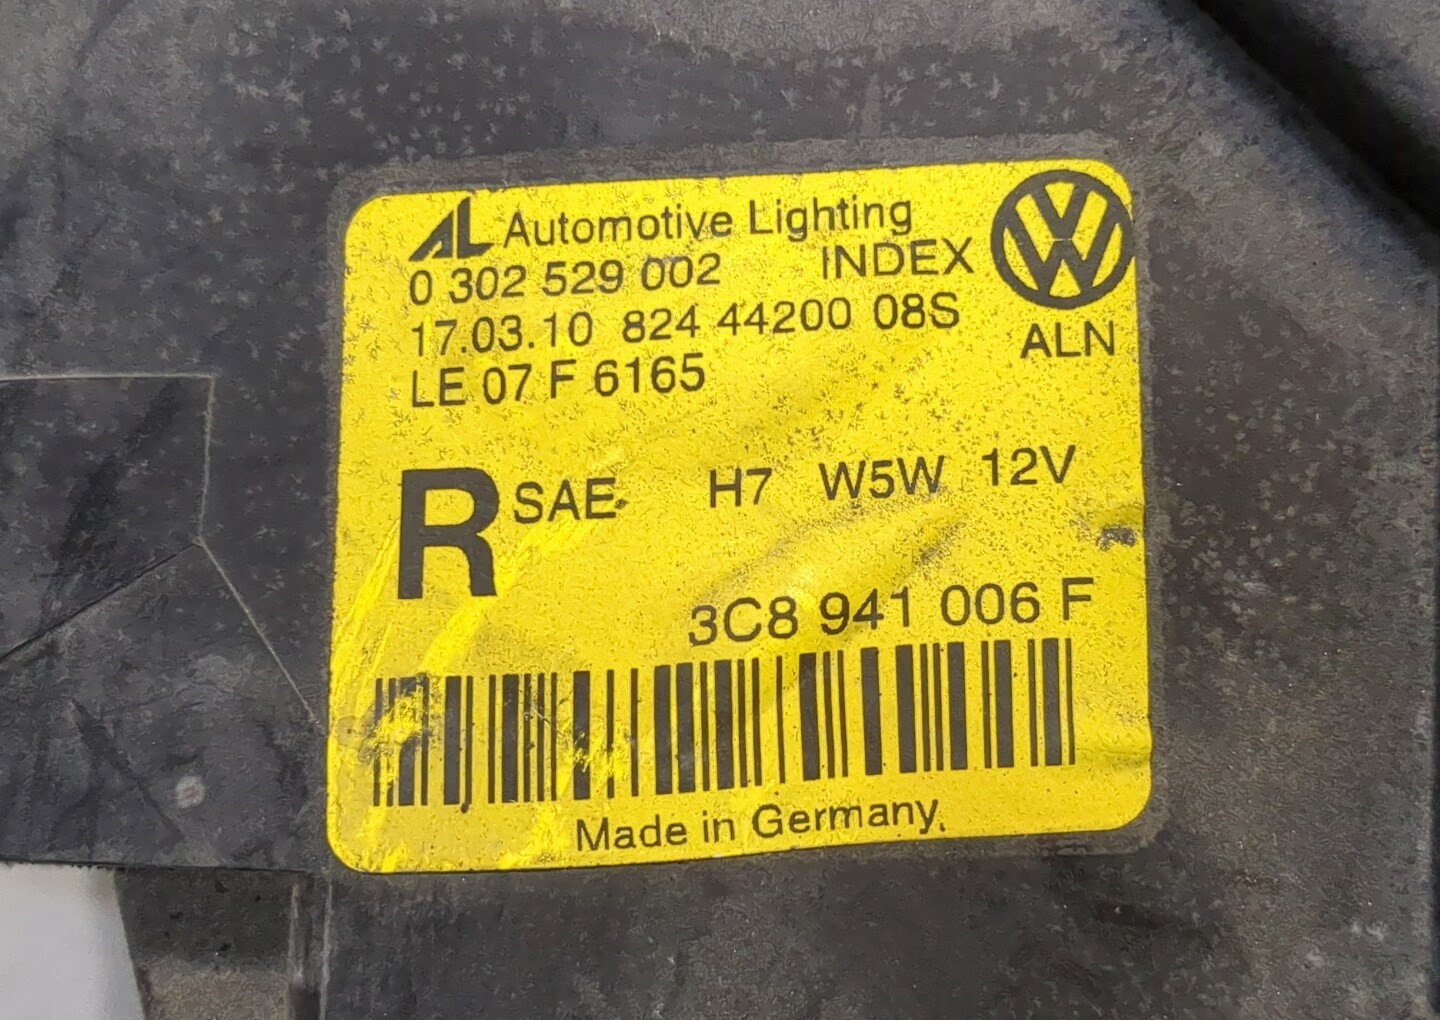 AL Automotive Lighting
0 302 529 002 INDEX
17.03.10 824 44200 08S
ALN
LE 07 F 6165
R SAE H7 W5W 12V
3C8 941 006 F
Made in Germany